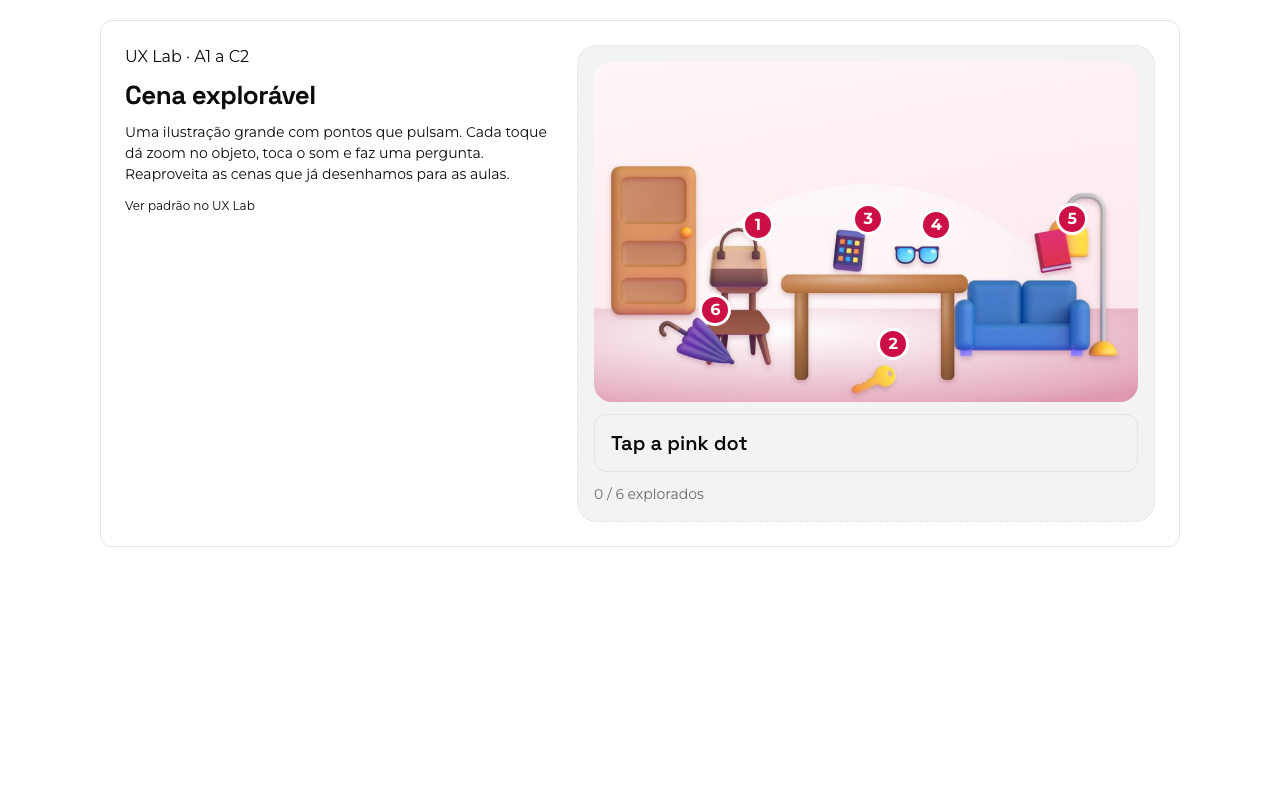 UX Lab · A1 a C2
Cena explorável
Uma ilustração grande com pontos que pulsam. Cada toque
dá zoom no objeto, toca o som e faz uma pergunta.
Reaproveita as cenas que já desenhamos para as aulas.
Ver padrão no UX Lab
1
3
4
5
6
2
Tap a pink dot
0 / 6 explorados